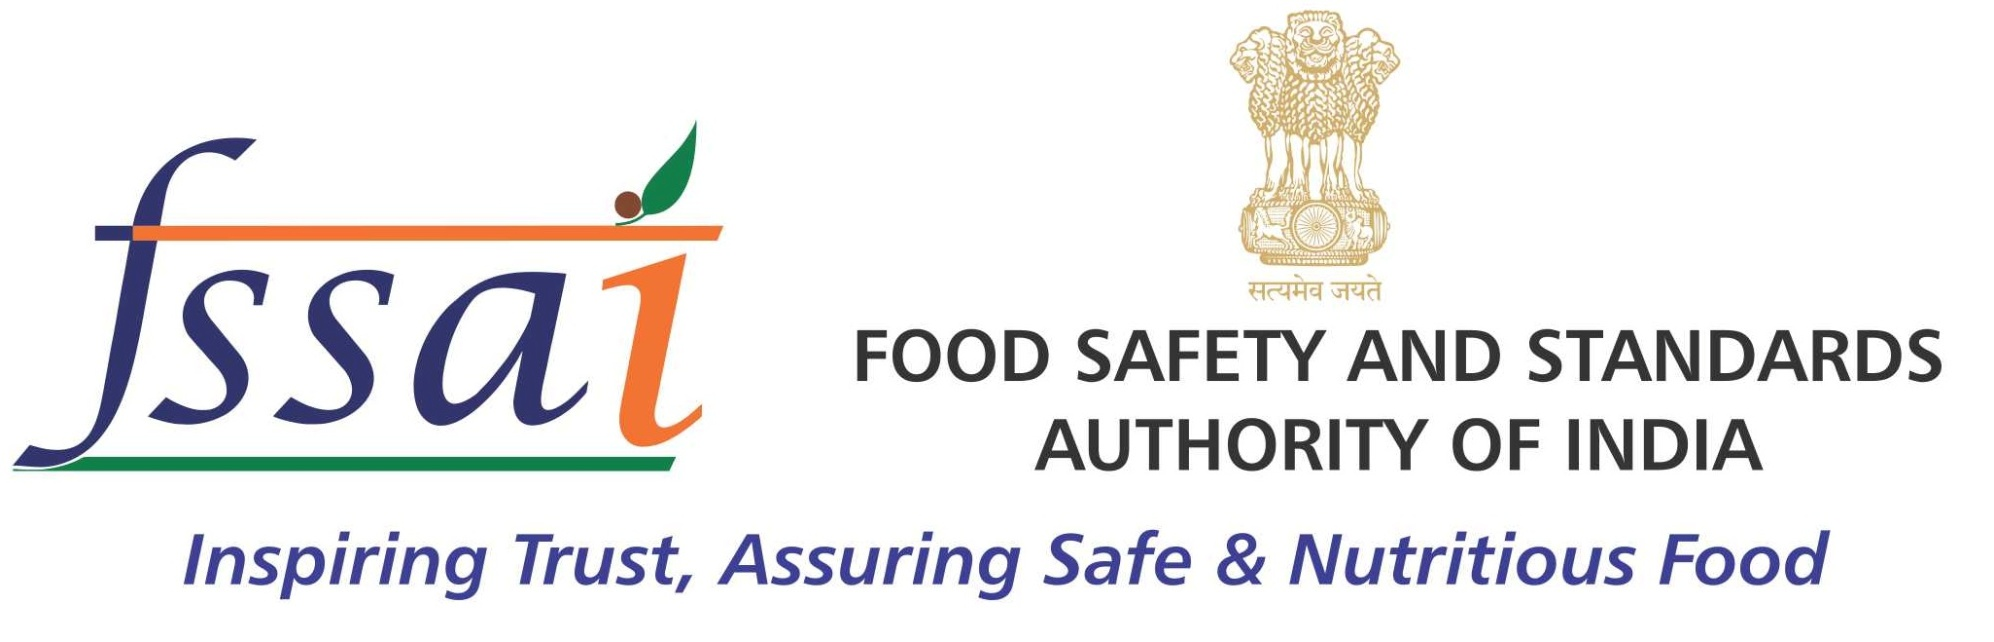 fssai
सत्यमेव जयते
FOOD SAFETY AND STANDARDS
AUTHORITY OF INDIA
Inspiring Trust, Assuring Safe & Nutritious Food